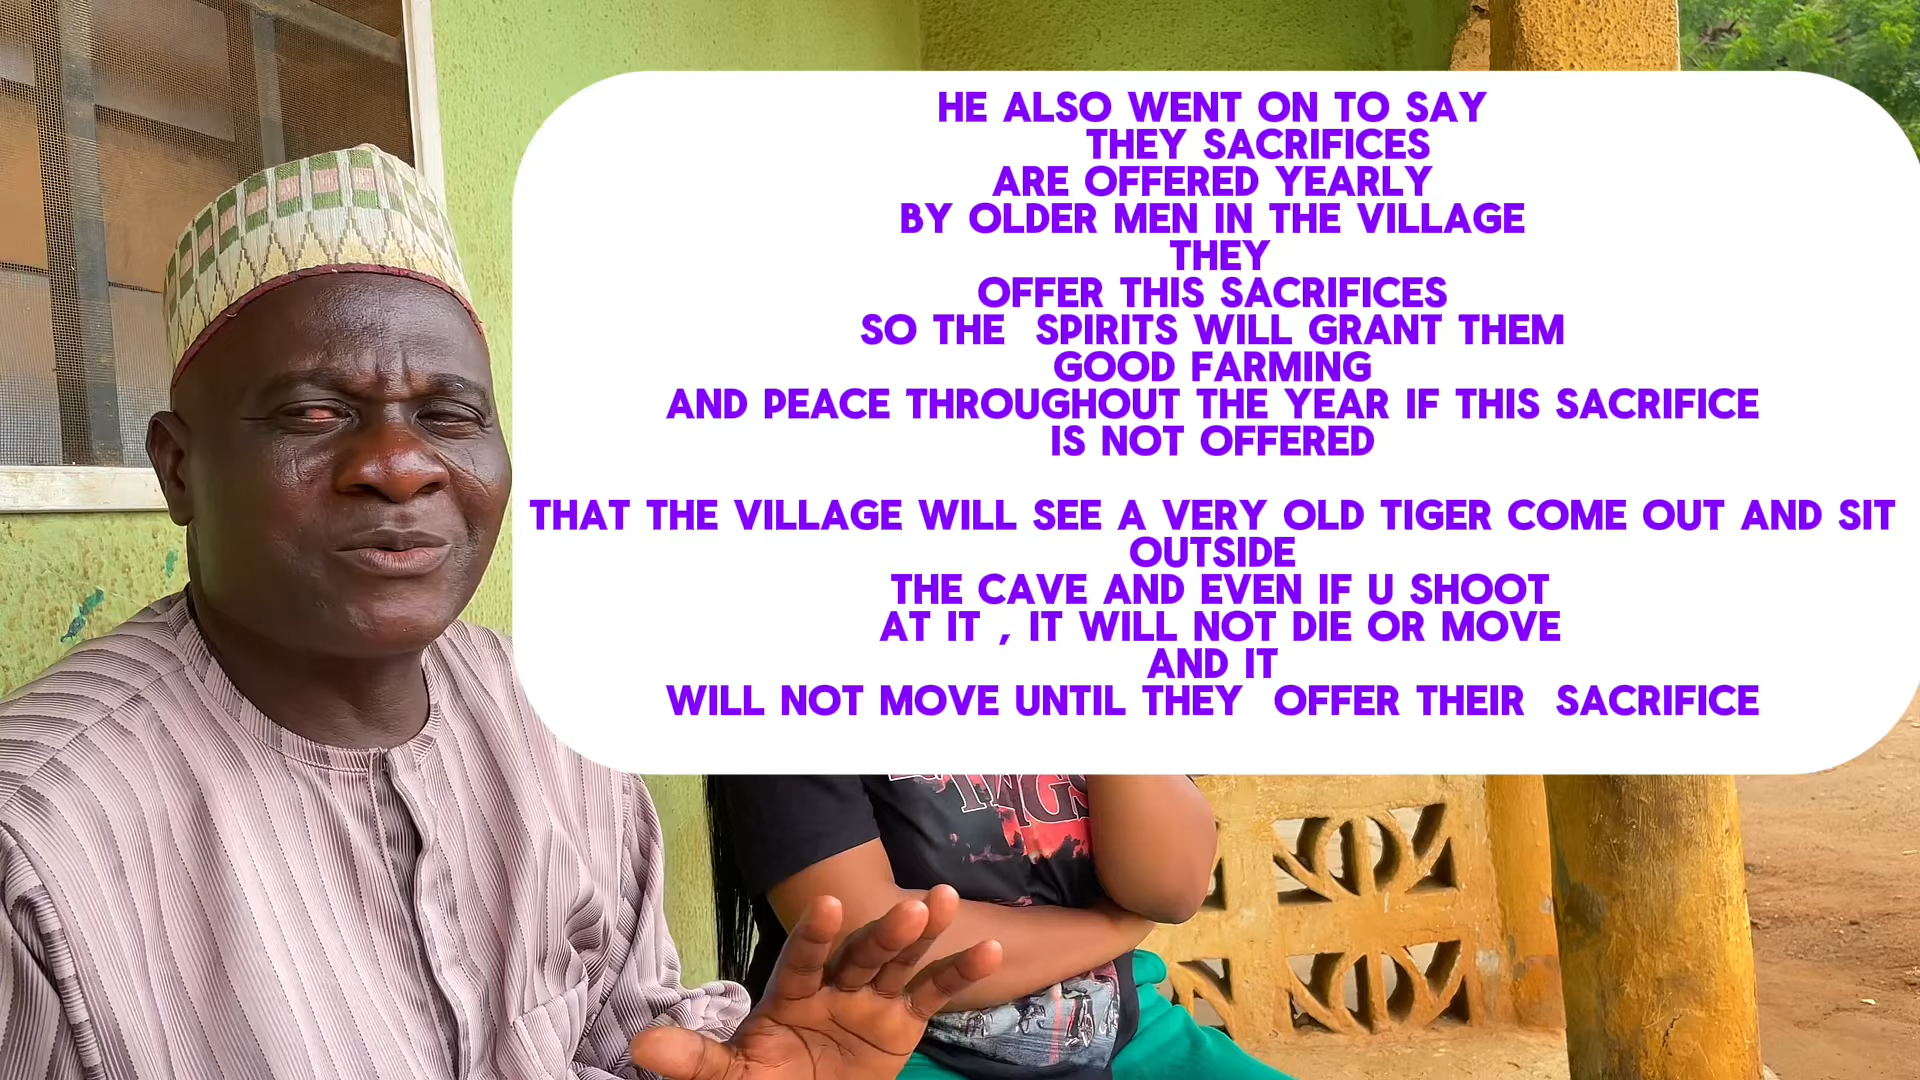 HE ALSO WENT ON TO SAY
THEY SACRIFICES
ARE OFFERED YEARLY
BY OLDER MEN IN THE VILLAGE
THEY
OFFER THIS SACRIFICES
SO THE SPIRITS WILL GRANT THEM
GOOD FARMING
AND PEACE THROUGHOUT THE YEAR IF THIS SACRIFICE
IS NOT OFFERED
THAT THE VILLAGE WILL SEE A VERY OLD TIGER COME OUT AND SIT
OUTSIDE
THE CAVE AND EVEN IF U SHOOT
AT IT , IT WILL NOT DIE OR MOVE
AND IT
WILL NOT MOVE UNTIL THEY OFFER THEIR SACRIFICE